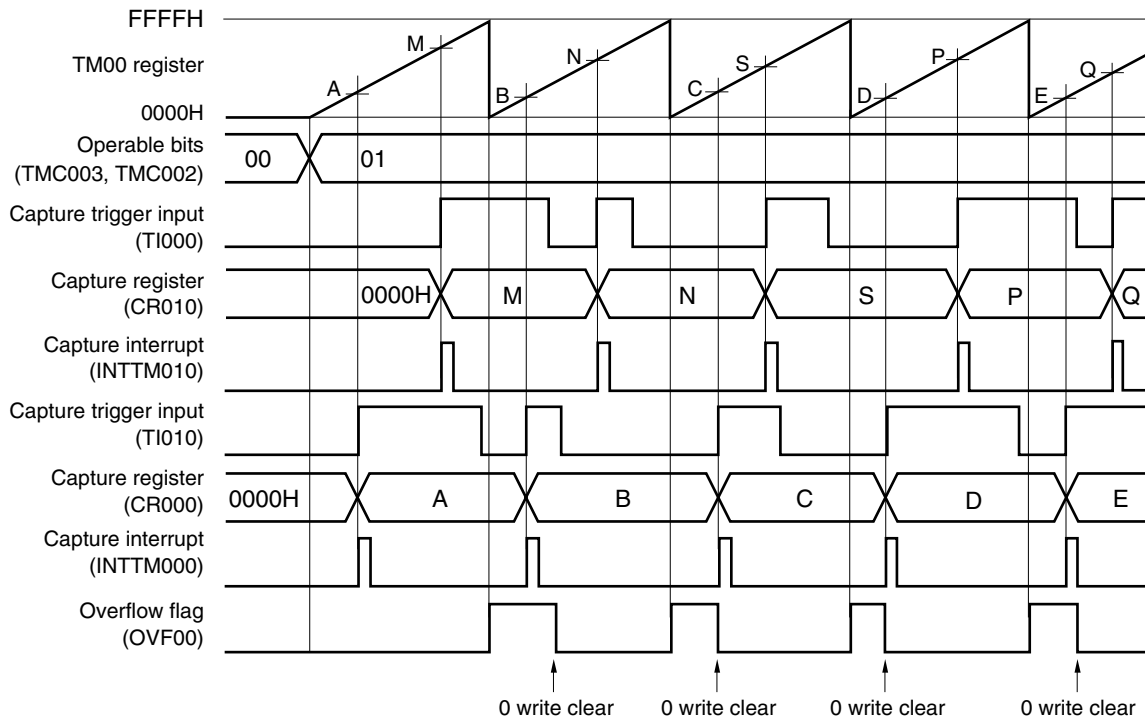 FFFFH
TM00 register
0000H
A M B N C S D P E Q
Operable bits
(TMC003, TMC002)
00 01
Capture trigger input
(TI000)
Capture register
(CR010)
0000H M N S P Q
Capture interrupt
(INTTM010)
Capture trigger input
(TI010)
Capture register
(CR000)
0000H A B C D E
Capture interrupt
(INTTM000)
Overflow flag
(OVF00)
0 write clear 0 write clear 0 write clear 0 write clear